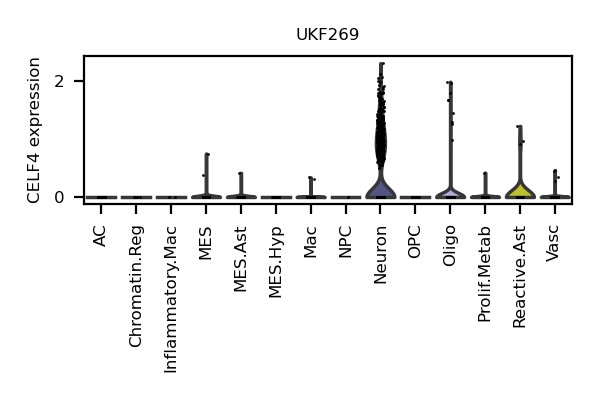 UKF269
CELF4 expression
2
0
AC
Chromatin.Reg
Inflammatory.Mac
MES
MES.Ast
MES.Hyp
Mac
NPC
Neuron
OPC
Oligo
Prolif.Metab
Reactive.Ast
Vasc